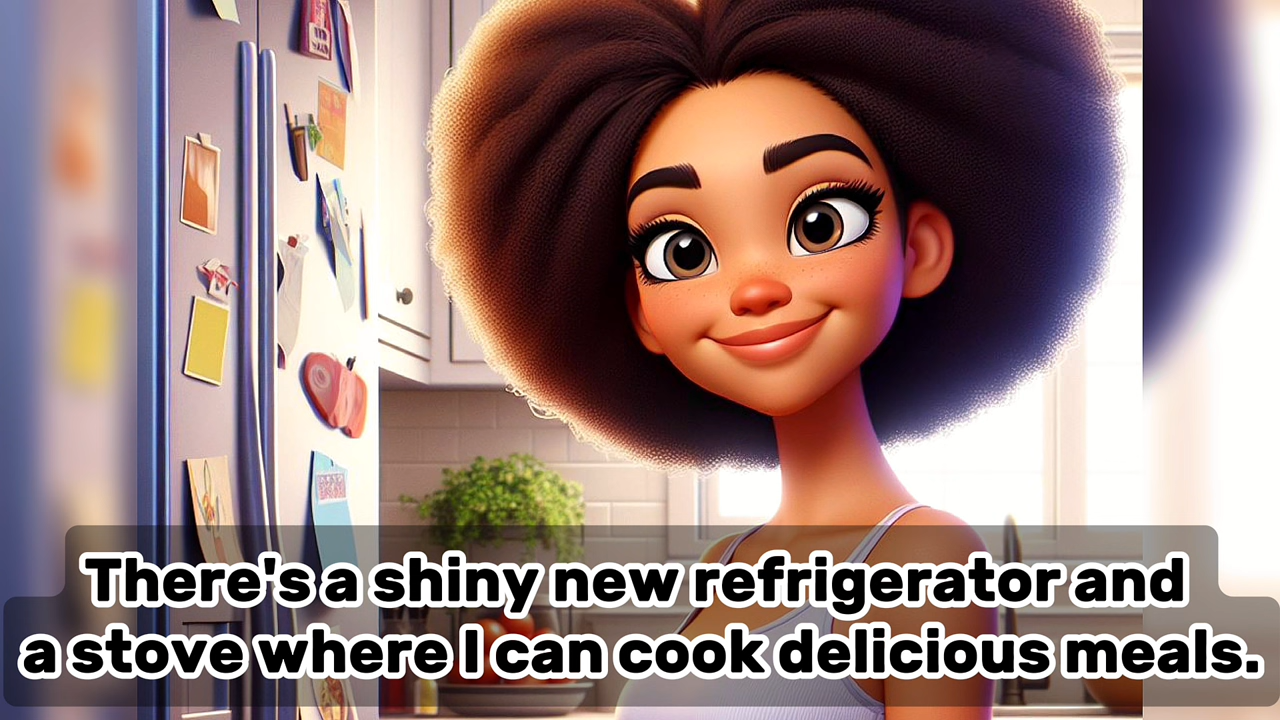 There's a shiny new refrigerator and
a stove where I can cook delicious meals.